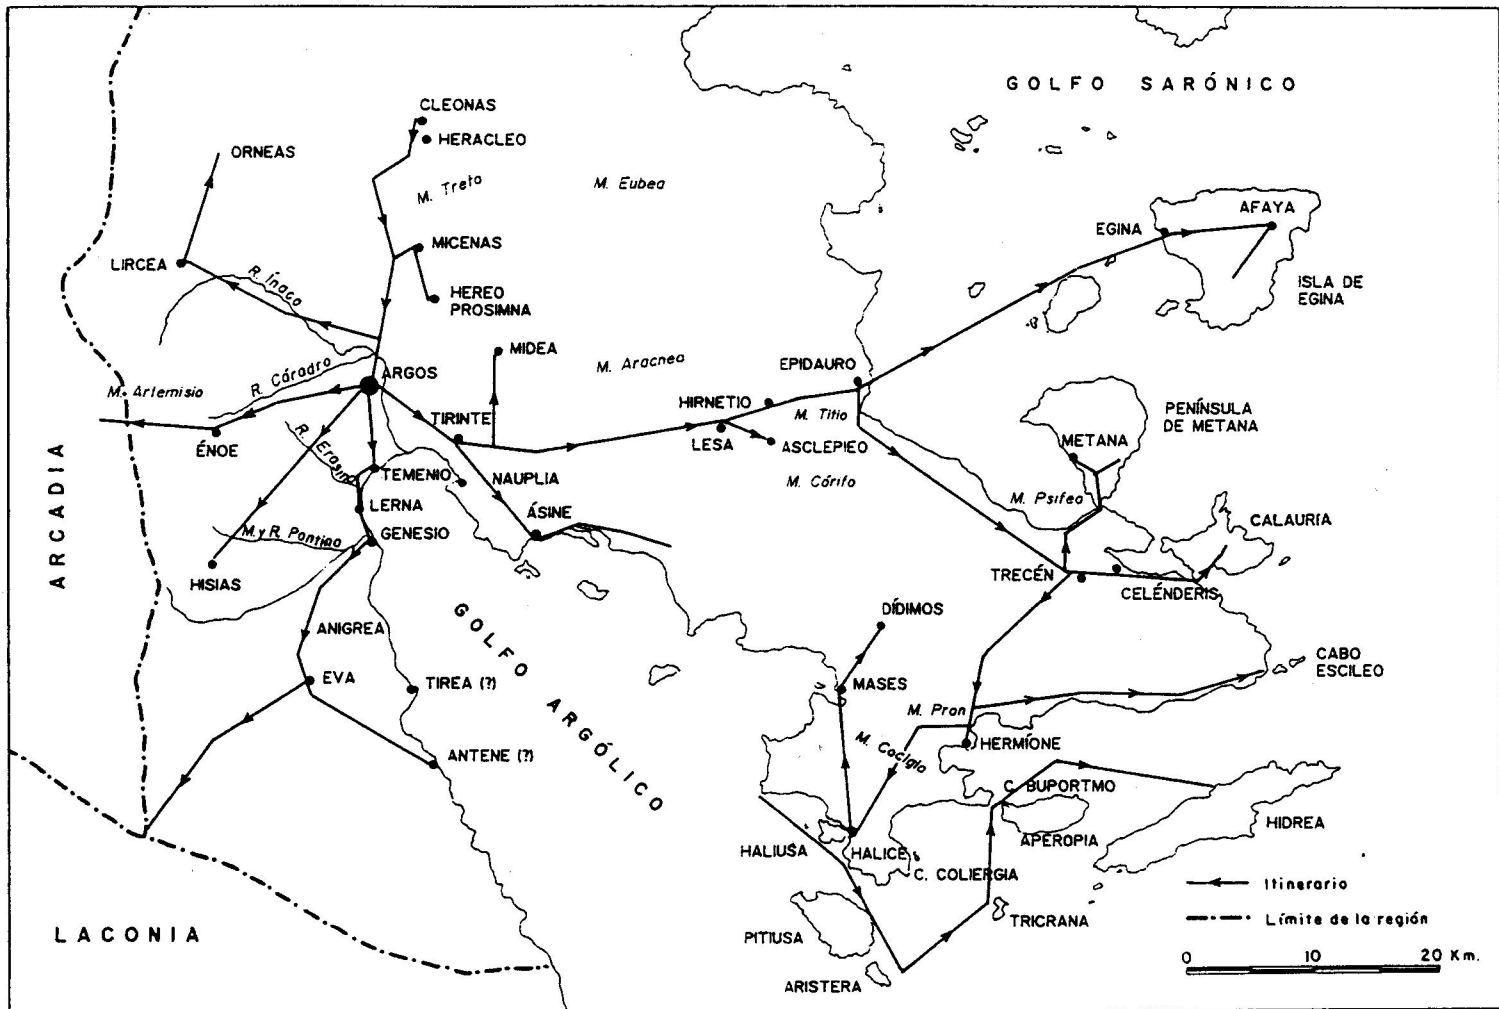 GOLFO SARÓNICO
CLEONAS
HERACLEO
ORNEAS
M. Treto
M. Eubea
AFAYA
EGINA
MICENAS
LIRCEA
R. Ínaco
ISLA DE
EGINA
HEREO
PROSIMNA
MIDEA
M. Aracneo
EPIDAURO
ARGOS
R. Cáradro
M. Artemisio
HIRNETIO
M. Titio
PENÍNSULA
DE METANA
TIRINTE
LESA
ASCLEPIEO
METANA
ÉNOE
R. Erasino
TEMENIO
NAUPLIA
M. Córifo
M. Psifeo
ARCADIA
LERNA
ÁSINE
CALAURIA
M. y R. Pontino
GENESIO
HISIAS
TRECÉN
CELÉNDERIS
DÍDIMOS
ANIGREA
GOLFO ARGÓLICO
EVA
TIREA (?)
MASES
CABO
ESCILEO
M. Pron
M. Cocigio
HERMÍONE
ANTENE (?)
C. BUPORTMO
HIDREA
APEROPIA
HALIUSA
HALICE
C. COLIERGIA
Itinerario
TRICRANA
Límite de la región
LACONIA
PITIUSA
ARISTERA
0 10 20 Km.